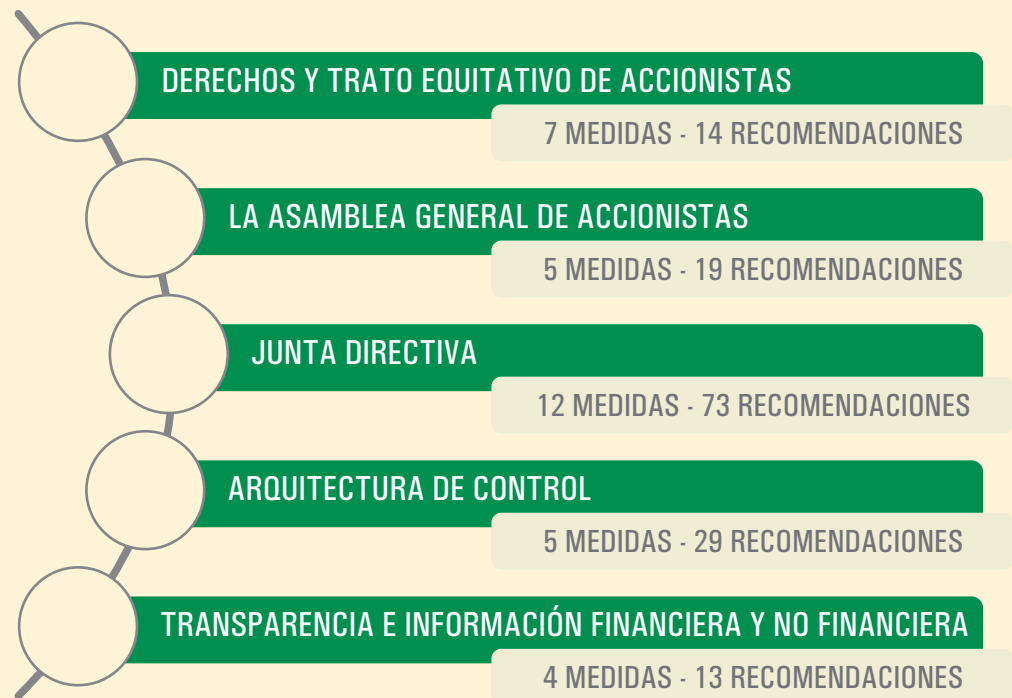 DERECHOS Y TRATO EQUITATIVO DE ACCIONISTAS
7 MEDIDAS - 14 RECOMENDACIONES
LA ASAMBLEA GENERAL DE ACCIONISTAS
5 MEDIDAS - 19 RECOMENDACIONES
JUNTA DIRECTIVA
12 MEDIDAS - 73 RECOMENDACIONES
ARQUITECTURA DE CONTROL
5 MEDIDAS - 29 RECOMENDACIONES
TRANSPARENCIA E INFORMACIÓN FINANCIERA Y NO FINANCIERA
4 MEDIDAS - 13 RECOMENDACIONES